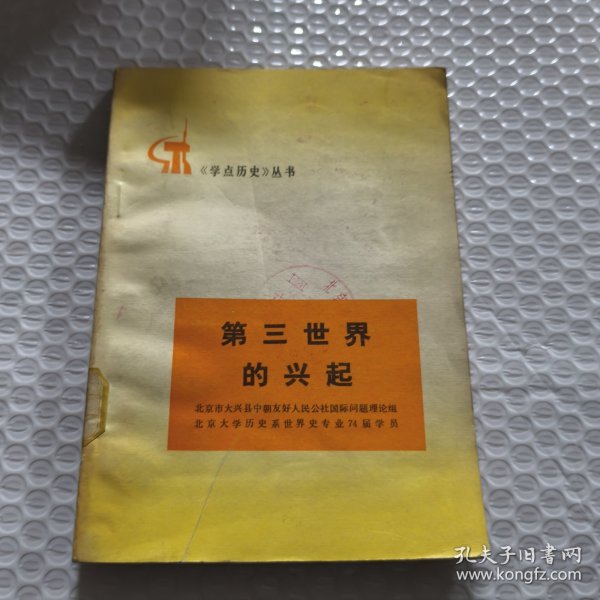 《学点历史》丛书
第三世界
的兴起
北京市大兴县中朝友好人民公社国际问题理论组
北京大学历史系世界史专业74届学员
孔夫子旧书网
www.kongfz.com